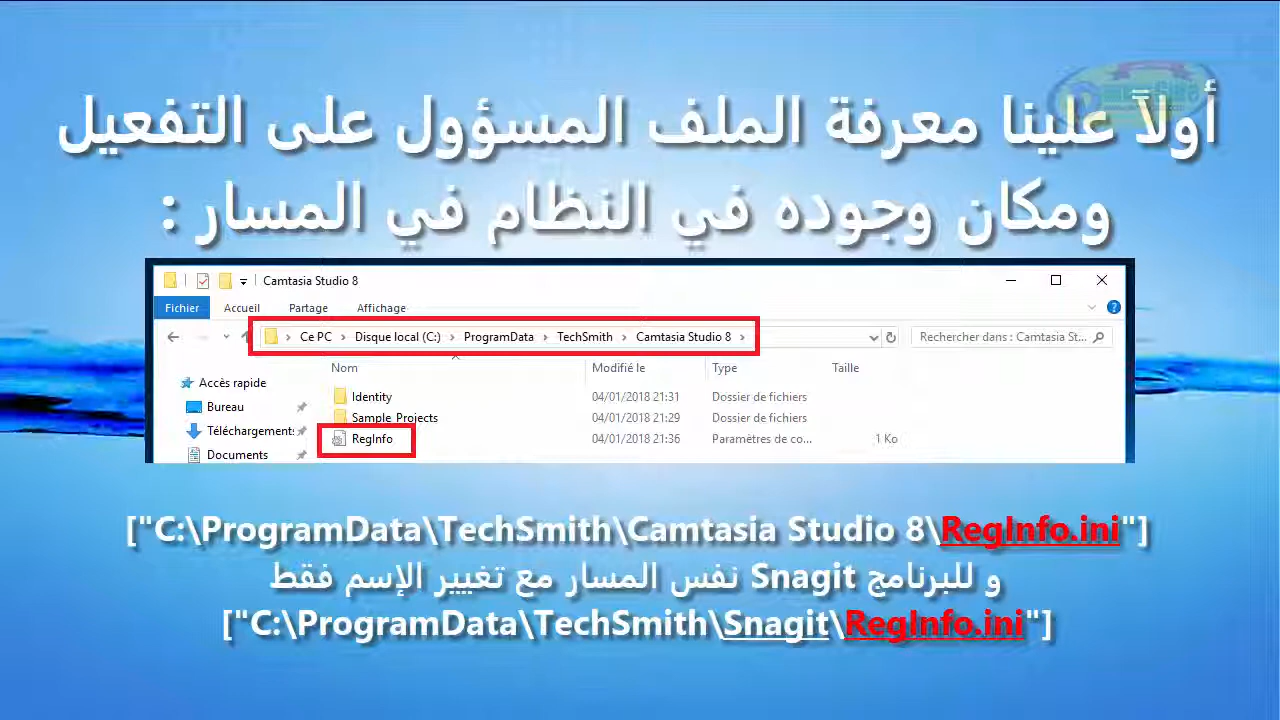 أولاً علينا معرفة الملف المسؤول على التفعيل
ومكان وجوده في النظام في المسار :
Camtasia Studio 8
Fichier Accueil Partage Affichage
Ce PC Disque local (C:) ProgramData TechSmith Camtasia Studio 8 Rechercher dans : Camtasia St...
Nom Modifié le Type Taille
Accès rapide
Identity 04/01/2018 21:31 Dossier de fichiers
Bureau
Sample_Projects 04/01/2018 21:29 Dossier de fichiers
Téléchargement:
RegInfo 04/01/2018 21:36 Paramètres de co... 1 Ko
Documents
["C:\ProgramData\TechSmith\Camtasia Studio 8\RegInfo.ini"]
و للبرنامج Snagit نفس المسار مع تغيير الإسم فقط
["C:\ProgramData\TechSmith\Snagit\RegInfo.ini"]